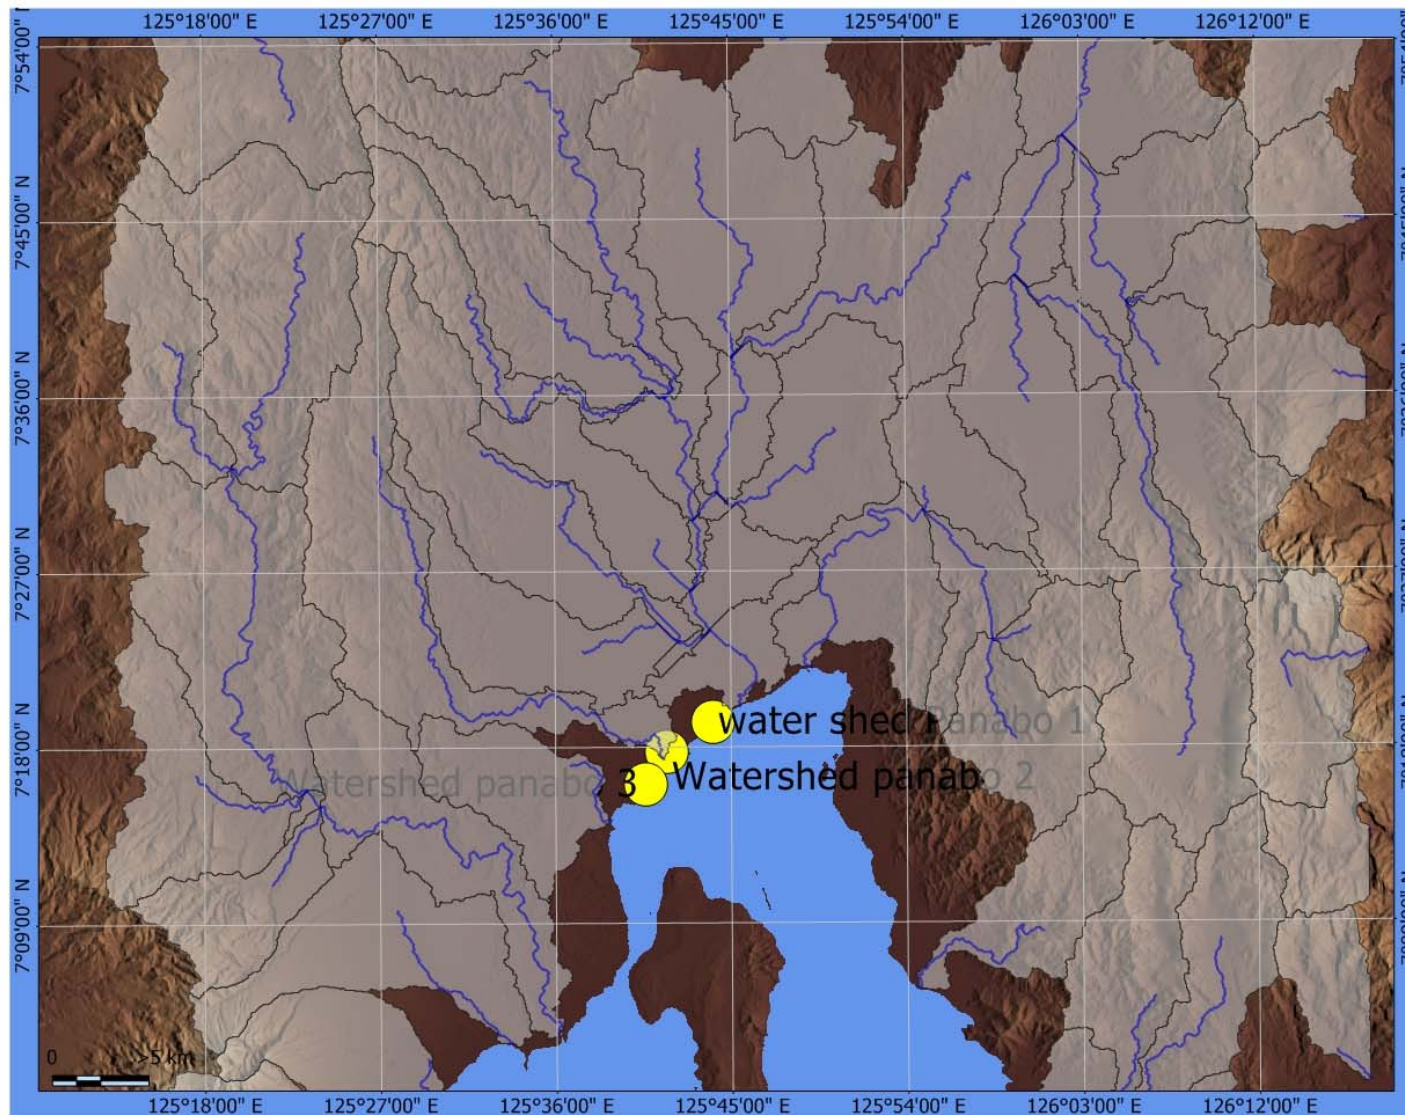 125°18'00" E 125°27'00" E 125°36'00" E 125°45'00" E 125°54'00" E 126°03'00" E 126°12'00" E
7°54'00" N
7°45'00" N
7°36'00" N
7°27'00" N
7°18'00" N
7°09'00" N
water shed Panabo 1
Watershed panabo 2
Watershed panabo 3
0 >5 km
125°18'00" E 125°27'00" E 125°36'00" E 125°45'00" E 125°54'00" E 126°03'00" E 126°12'00" E